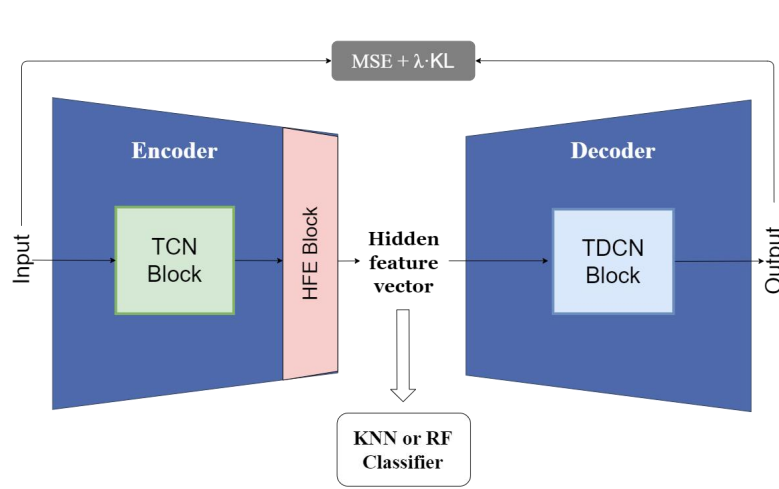 MSE + λ·KL
Encoder
Decoder
Input
TCN
Block
HFE Block
Hidden
feature
vector
TDCN
Block
Output
KNN or RF
Classifier